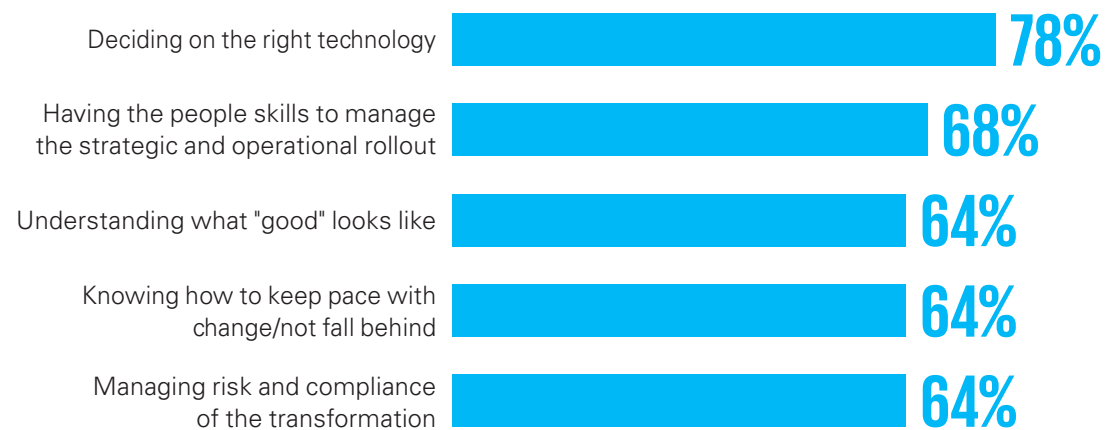 Deciding on the right technology
78%
Having the people skills to manage
the strategic and operational rollout
68%
Understanding what "good" looks like
64%
Knowing how to keep pace with
change/not fall behind
64%
Managing risk and compliance
of the transformation
64%